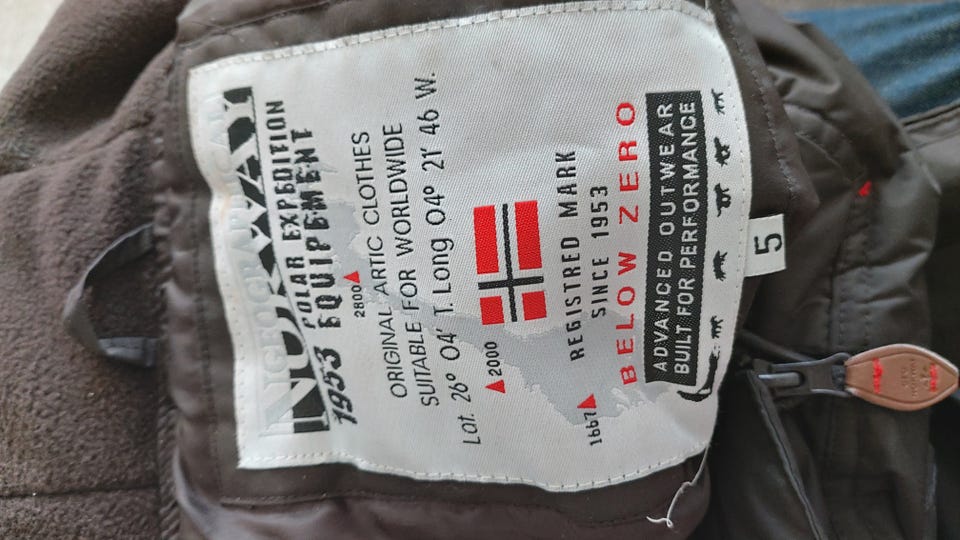 GEOGRAPHICAL
NORWAY
POLAR EXPEDITION
1953 EQUIPEMENT
2800
ORIGINAL ARTIC CLOTHES
SUITABLE FOR WORLDWIDE
Lat. 26° 04' T. Long 04° 21' 46 W.
2000
REGISTRED MARK
SINCE 1953
1667
BELOW ZERO
ADVANCED OUTWEAR
BUILT FOR PERFORMANCE
5